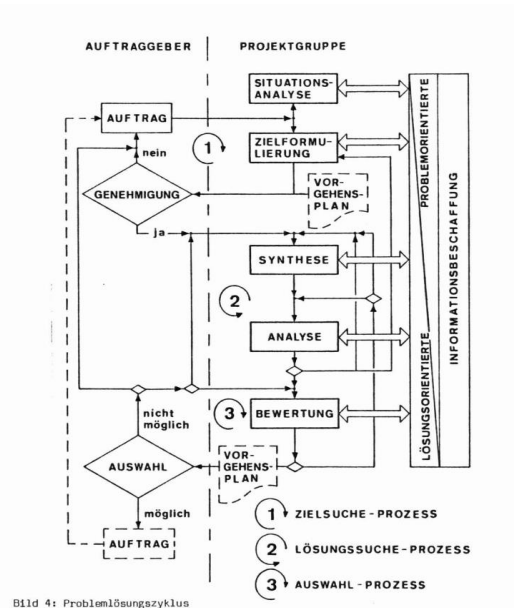 AUFTRAGGEBER
PROJEKTGRUPPE
SITUATIONS-
ANALYSE
AUFTRAG
1
ZIELFORMU-
LIERUNG
nein
GENEHMIGUNG
VOR-
GEHENS-
PLAN
ja
SYNTHESE
2
ANALYSE
3
BEWERTUNG
nicht
möglich
AUSWAHL
VOR-
GEHENS-
PLAN
möglich
AUFTRAG
PROBLEMORIENTIERTE
LÖSUNGSORIENTIERTE
INFORMATIONSBESCHAFFUNG
1 ZIELSUCHE-PROZESS
2 LÖSUNGSSUCHE-PROZESS
3 AUSWAHL-PROZESS
Bild 4: Problemlösungszyklus